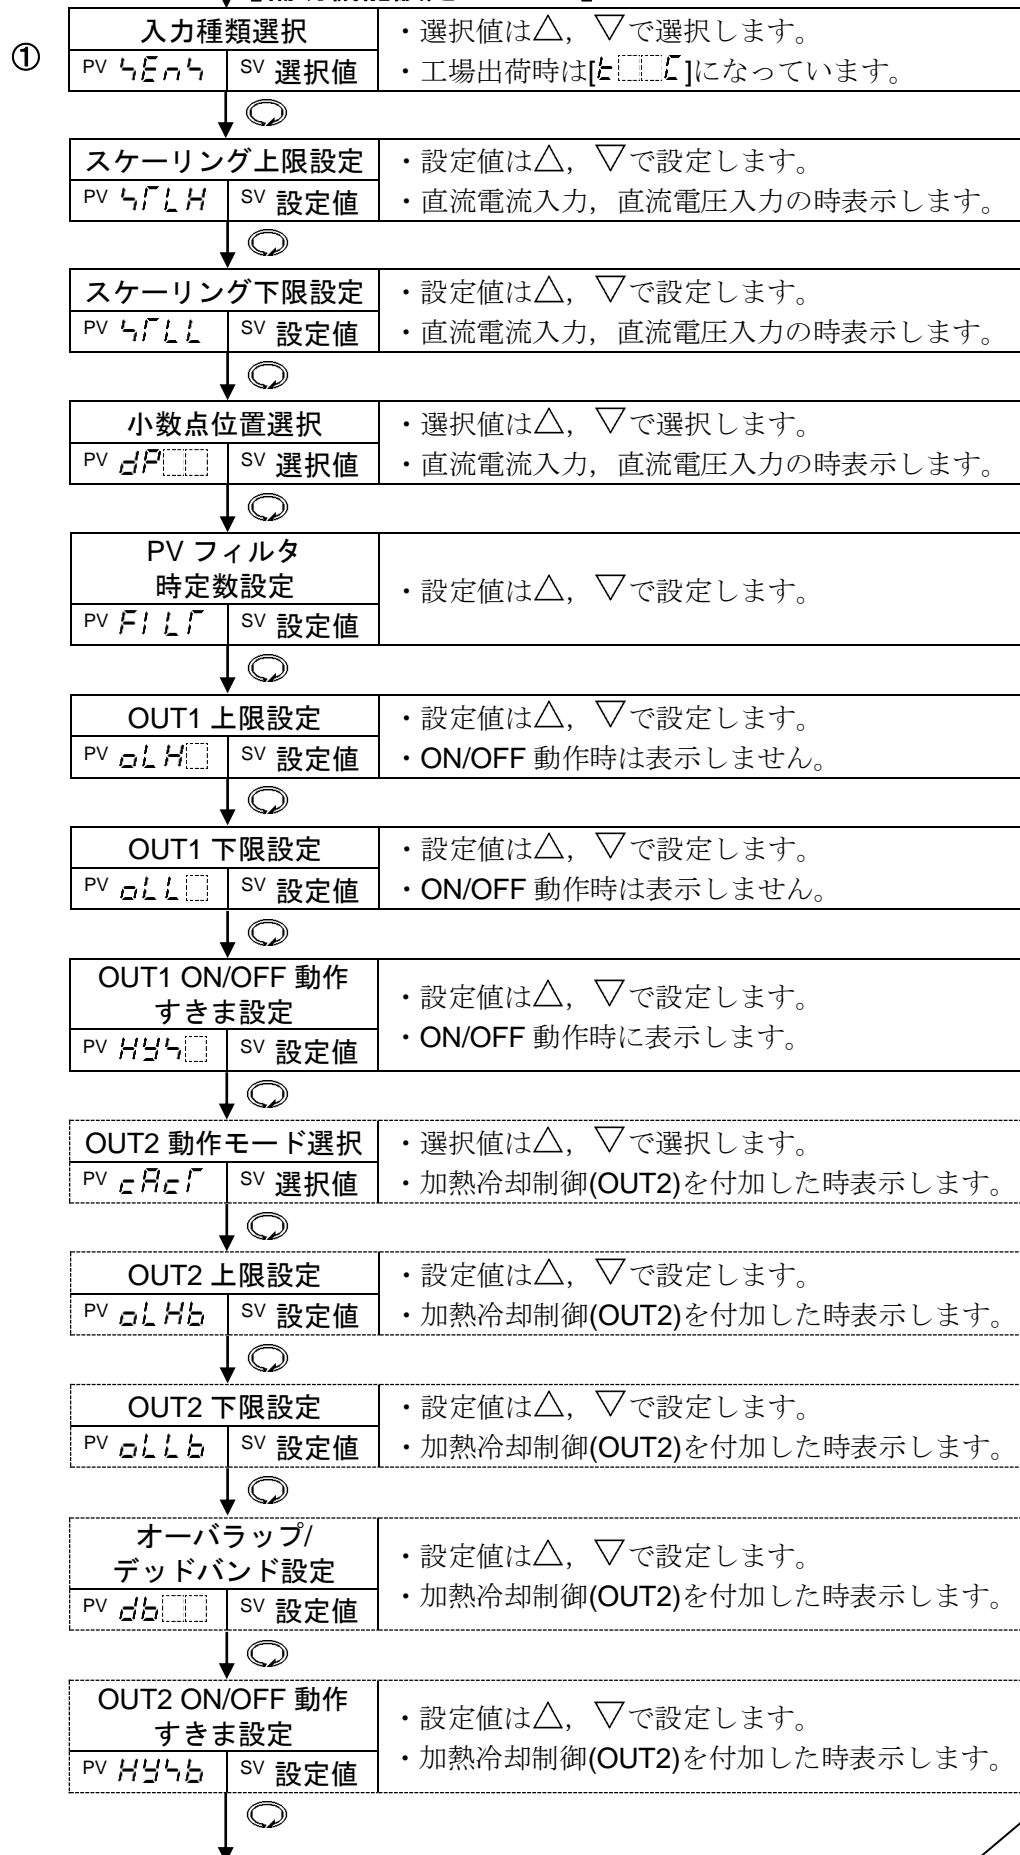 ①
入力種類選択
PV SEnS SV 選択値
・選択値は△, ▽で選択します。
・工場出荷時は[E□□C]になっています。
スケーリング上限設定
PV SrLH SV 設定値
・設定値は△, ▽で設定します。
・直流電流入力, 直流電圧入力の時表示します。
スケーリング下限設定
PV SrLL SV 設定値
・設定値は△, ▽で設定します。
・直流電流入力, 直流電圧入力の時表示します。
小数点位置選択
PV dP□□ SV 選択値
・選択値は△, ▽で選択します。
・直流電流入力, 直流電圧入力の時表示します。
PV フィルタ
時定数設定
PV FILT SV 設定値
・設定値は△, ▽で設定します。
OUT1 上限設定
PV oLH□ SV 設定値
・設定値は△, ▽で設定します。
・ON/OFF 動作時は表示しません。
OUT1 下限設定
PV oLL□ SV 設定値
・設定値は△, ▽で設定します。
・ON/OFF 動作時は表示しません。
OUT1 ON/OFF 動作
すきま設定
PV HYS□ SV 設定値
・設定値は△, ▽で設定します。
・ON/OFF 動作時に表示します。
OUT2 動作モード選択
PV cAcT SV 選択値
・選択値は△, ▽で選択します。
・加熱冷却制御(OUT2)を付加した時表示します。
OUT2 上限設定
PV oLHb SV 設定値
・設定値は△, ▽で設定します。
・加熱冷却制御(OUT2)を付加した時表示します。
OUT2 下限設定
PV oLLb SV 設定値
・設定値は△, ▽で設定します。
・加熱冷却制御(OUT2)を付加した時表示します。
オーバラップ/
デッドバンド設定
PV db□□ SV 設定値
・設定値は△, ▽で設定します。
・加熱冷却制御(OUT2)を付加した時表示します。
OUT2 ON/OFF 動作
すきま設定
PV HYSb SV 設定値
・設定値は△, ▽で設定します。
・加熱冷却制御(OUT2)を付加した時表示します。